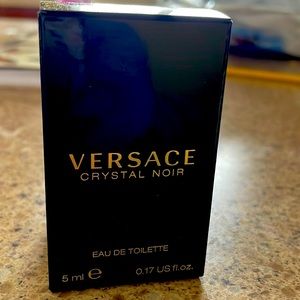 VERSACE
CRYSTAL NOIR
EAU DE TOILETTE
5 ml ℮ 0.17 US fl.oz.